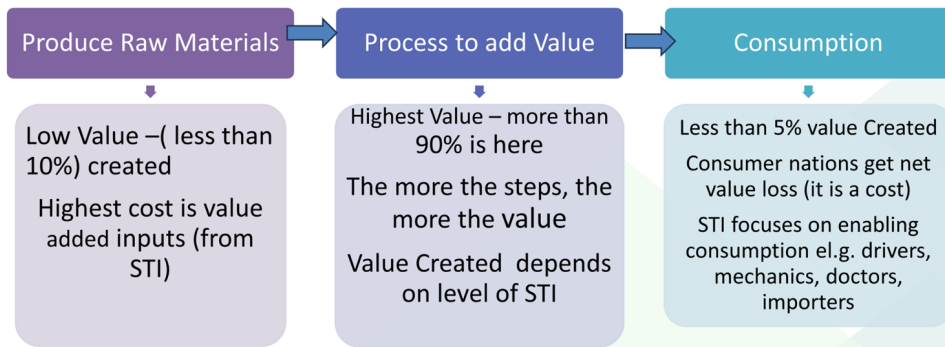 Produce Raw Materials
Process to add Value
Consumption
Low Value –( less than
10%) created
Highest cost is value
added inputs (from
STI)
Highest Value – more than
90% is here
The more the steps, the
more the value
Value Created  depends
on level of STI
Less than 5% value Created
Consumer nations get net
value loss (it is a cost)
STI focuses on enabling
consumption el.g. drivers,
mechanics, doctors,
importers